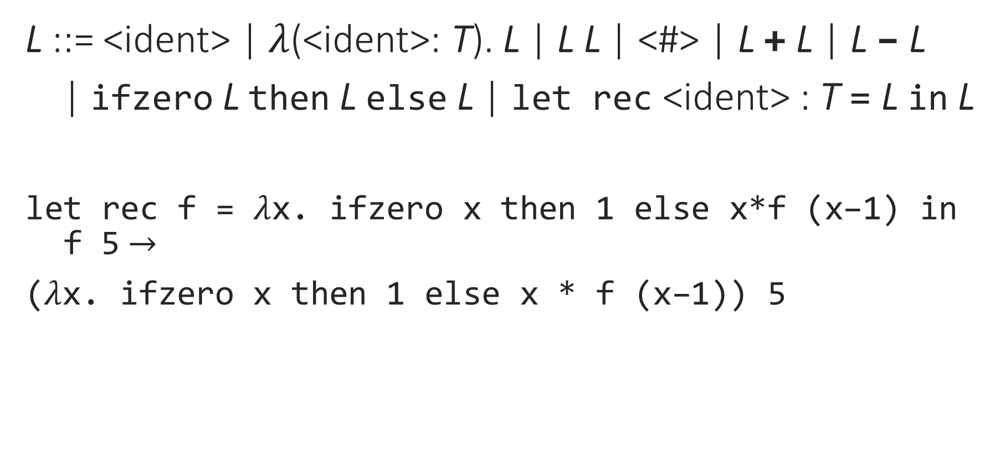 L ::= <ident> | λ(<ident>: T). L | L L | <#> | L + L | L – L
| ifzero L then L else L | let rec <ident> : T = L in L
let rec f = λx. ifzero x then 1 else x*f (x–1) in
f 5 →
(λx. ifzero x then 1 else x * f (x–1)) 5